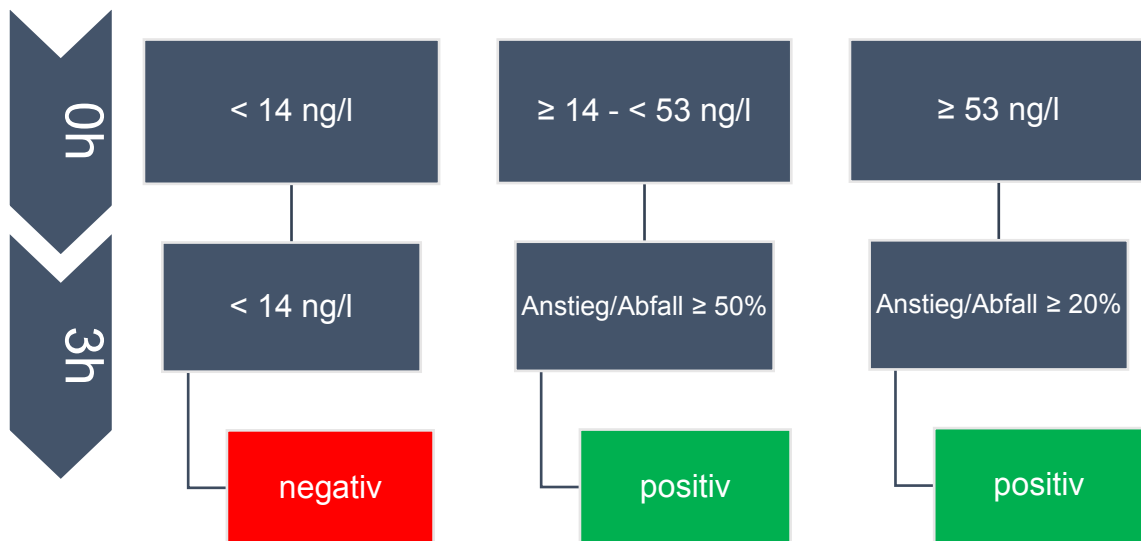 0h
< 14 ng/l
≥ 14 - < 53 ng/l
≥ 53 ng/l
3h
< 14 ng/l
Anstieg/Abfall ≥ 50%
Anstieg/Abfall ≥ 20%
negativ
positiv
positiv